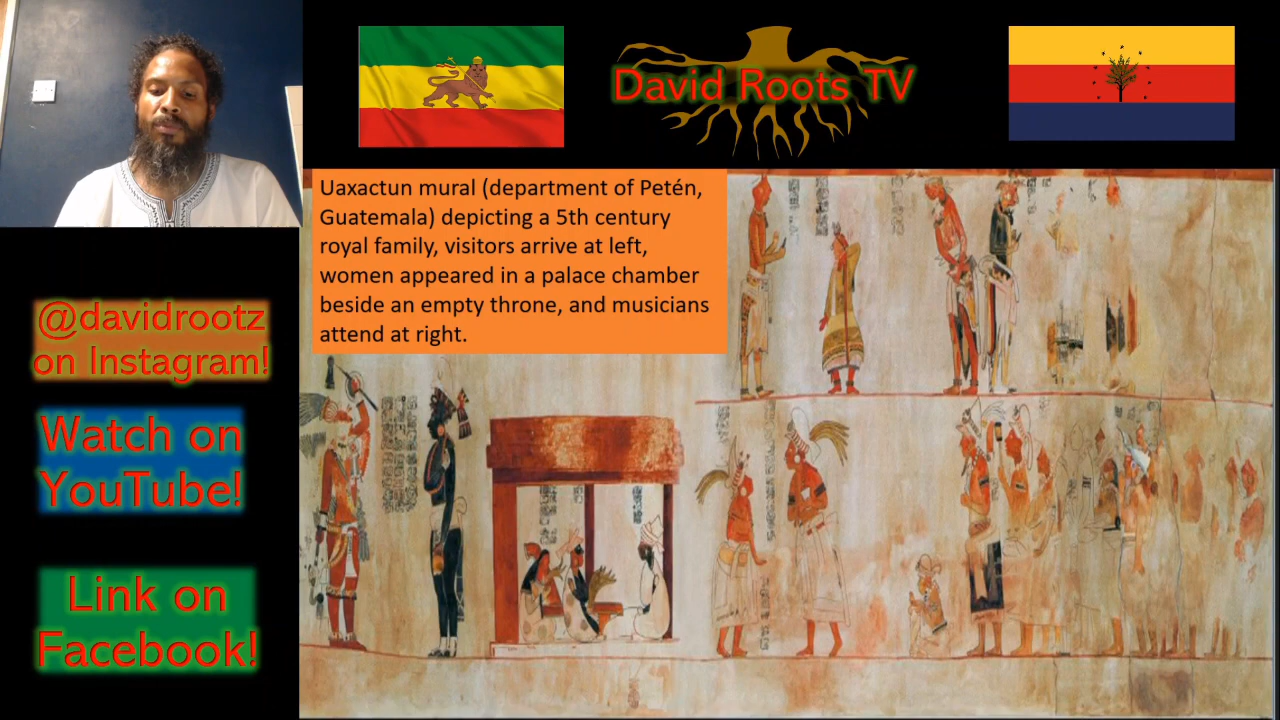 David Roots TV
Uaxactun mural (department of Petén,
Guatemala) depicting a 5th century
royal family, visitors arrive at left,
women appeared in a palace chamber
beside an empty throne, and musicians
attend at right.
@davidrootz
on Instagram!
Watch on
YouTube!
Link on
Facebook!